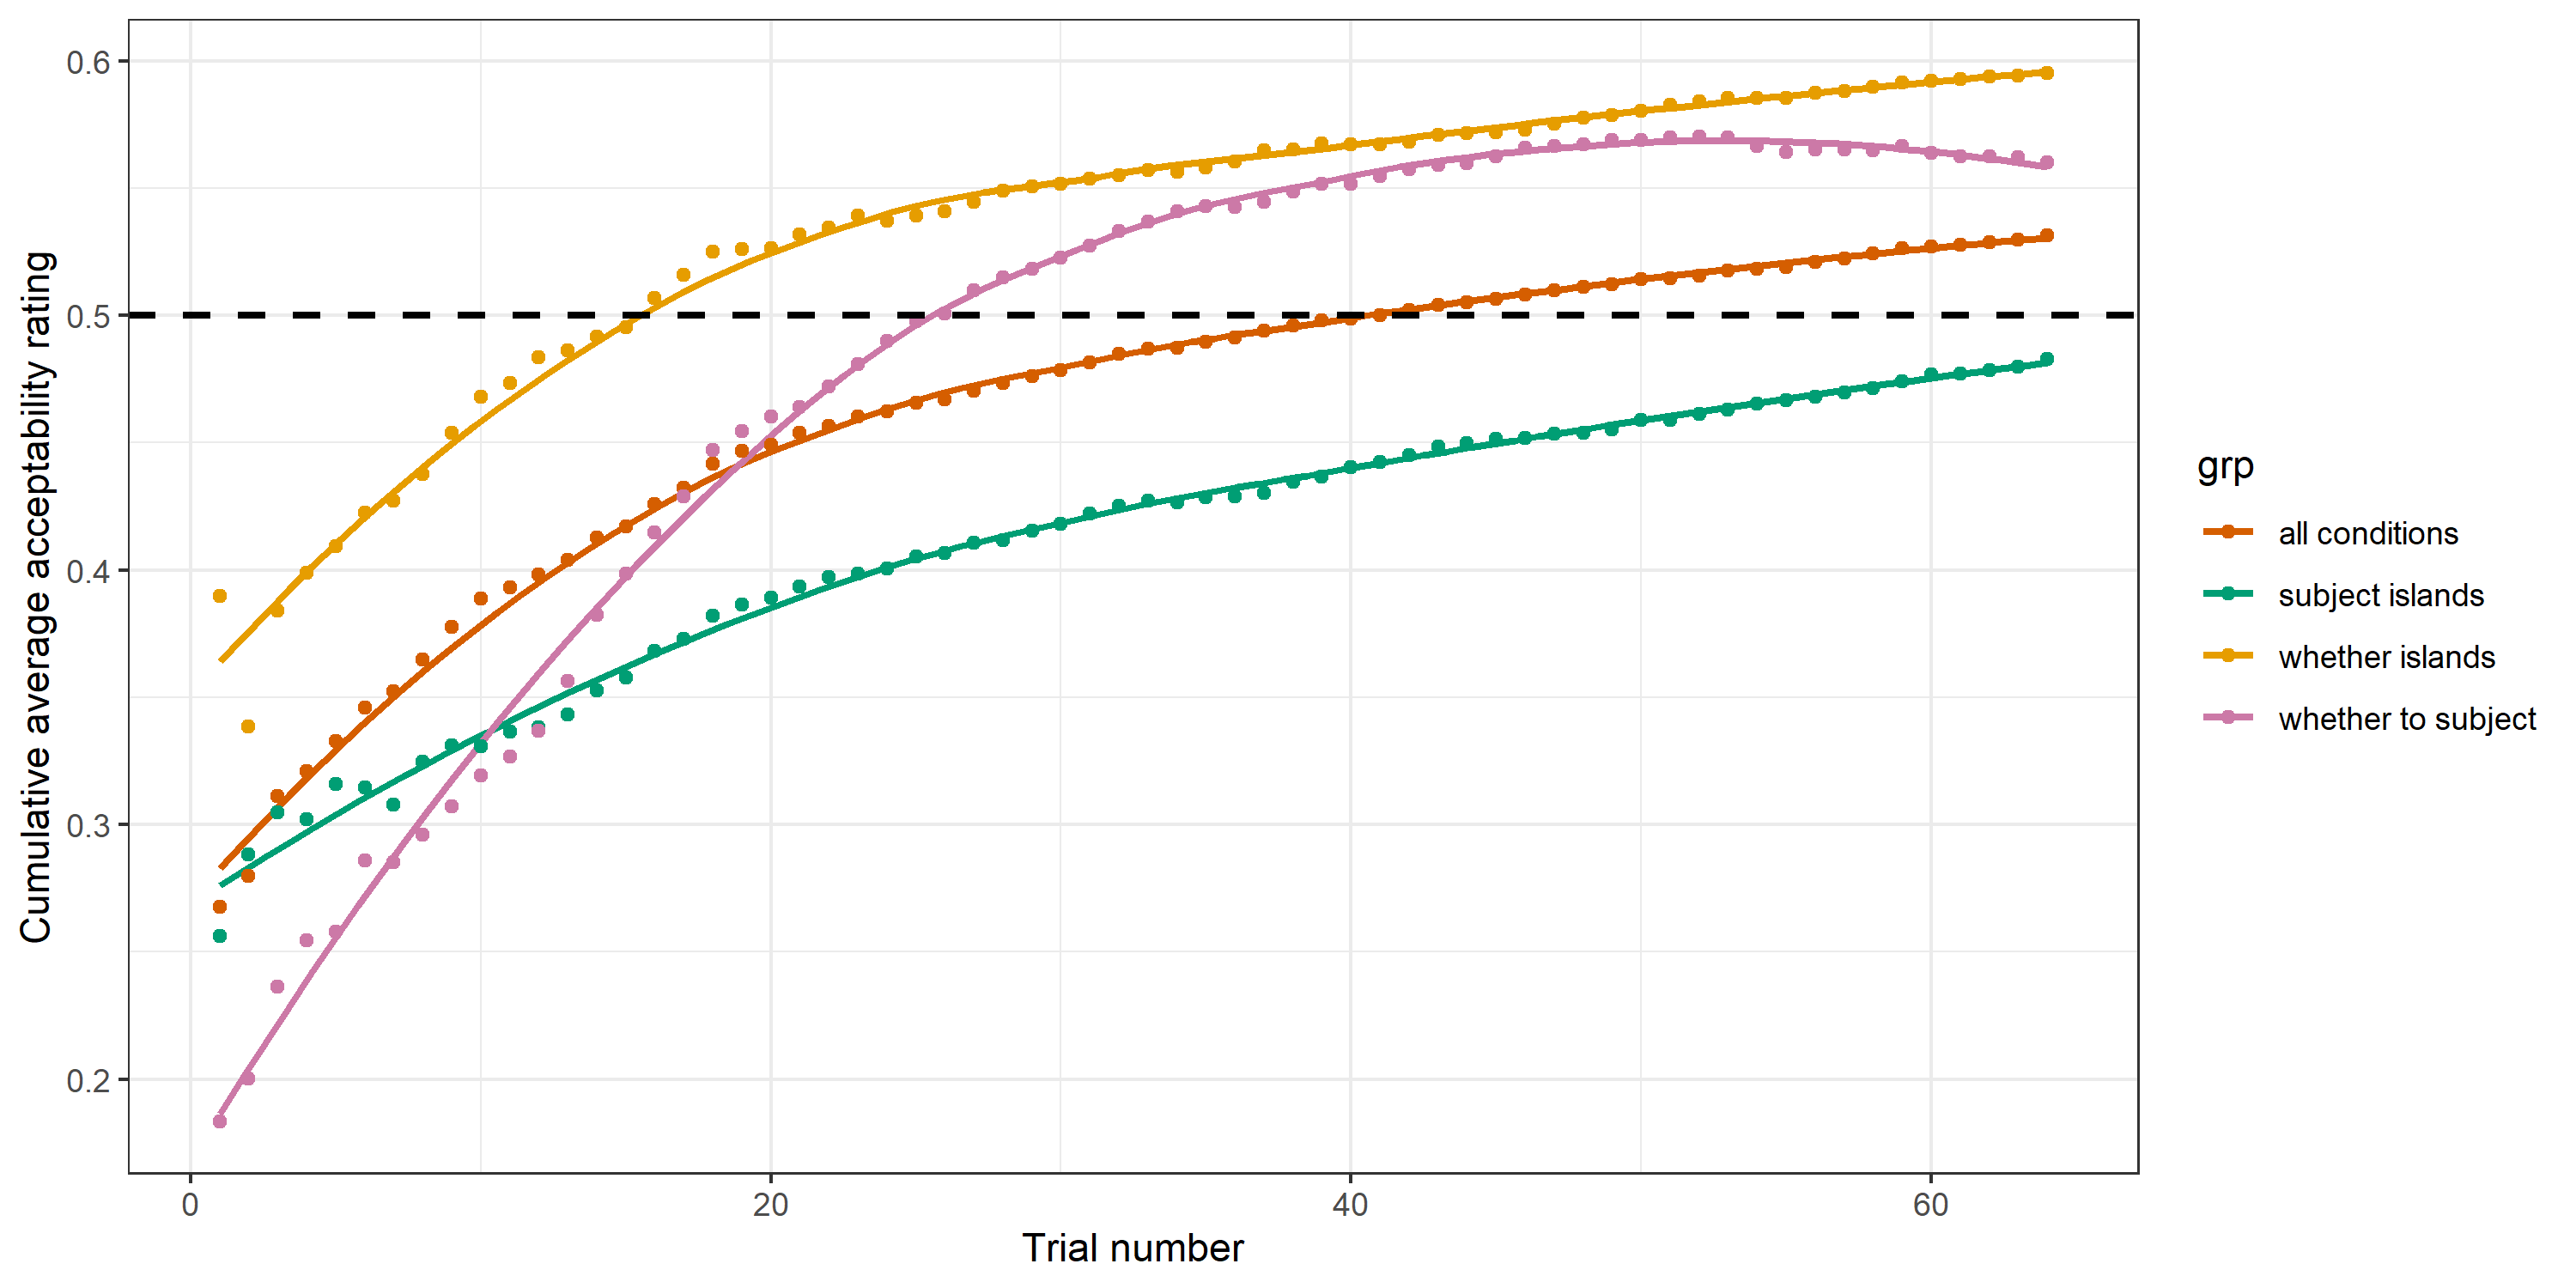 0.6
0.5
0.4
0.3
0.2
Cumulative average acceptability rating
0
20
40
60
Trial number
grp
all conditions
subject islands
whether islands
whether to subject